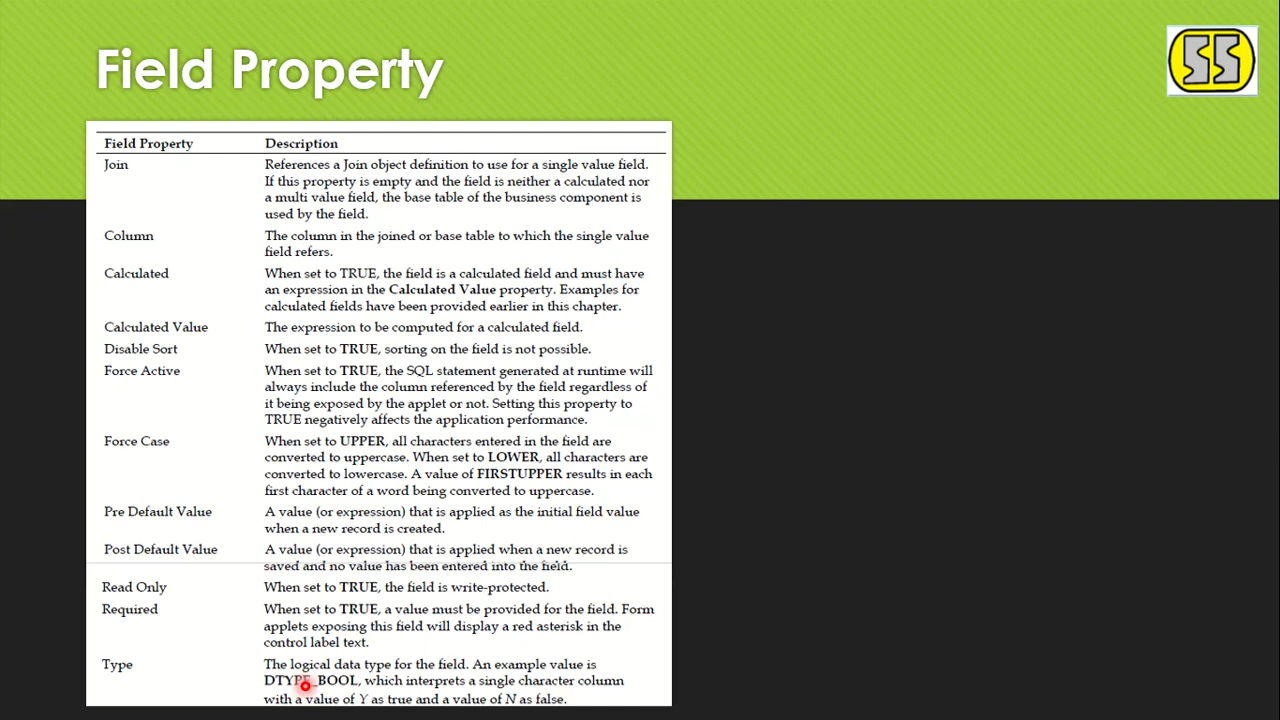 Field Property
SS
Field Property Description
Join References a Join object definition to use for a single value field.
If this property is empty and the field is neither a calculated nor
a multi value field, the base table of the business component is
used by the field.
Column The column in the joined or base table to which the single value
field refers.
Calculated When set to TRUE, the field is a calculated field and must have
an expression in the Calculated Value property. Examples for
calculated fields have been provided earlier in this chapter.
Calculated Value The expression to be computed for a calculated field.
Disable Sort When set to TRUE, sorting on the field is not possible.
Force Active When set to TRUE, the SQL statement generated at runtime will
always include the column referenced by the field regardless of
it being exposed by the applet or not. Setting this property to
TRUE negatively affects the application performance.
Force Case When set to UPPER, all characters entered in the field are
converted to uppercase. When set to LOWER, all characters are
converted to lowercase. A value of FIRSTUPPER results in each
first character of a word being converted to uppercase.
Pre Default Value A value (or expression) that is applied as the initial field value
when a new record is created.
Post Default Value A value (or expression) that is applied when a new record is
saved and no value has been entered into the field.
Read Only When set to TRUE, the field is write-protected.
Required When set to TRUE, a value must be provided for the field. Form
applets exposing this field will display a red asterisk in the
control label text.
Type The logical data type for the field. An example value is
DTYPE_BOOL, which interprets a single character column
with a value of Y as true and a value of N as false.